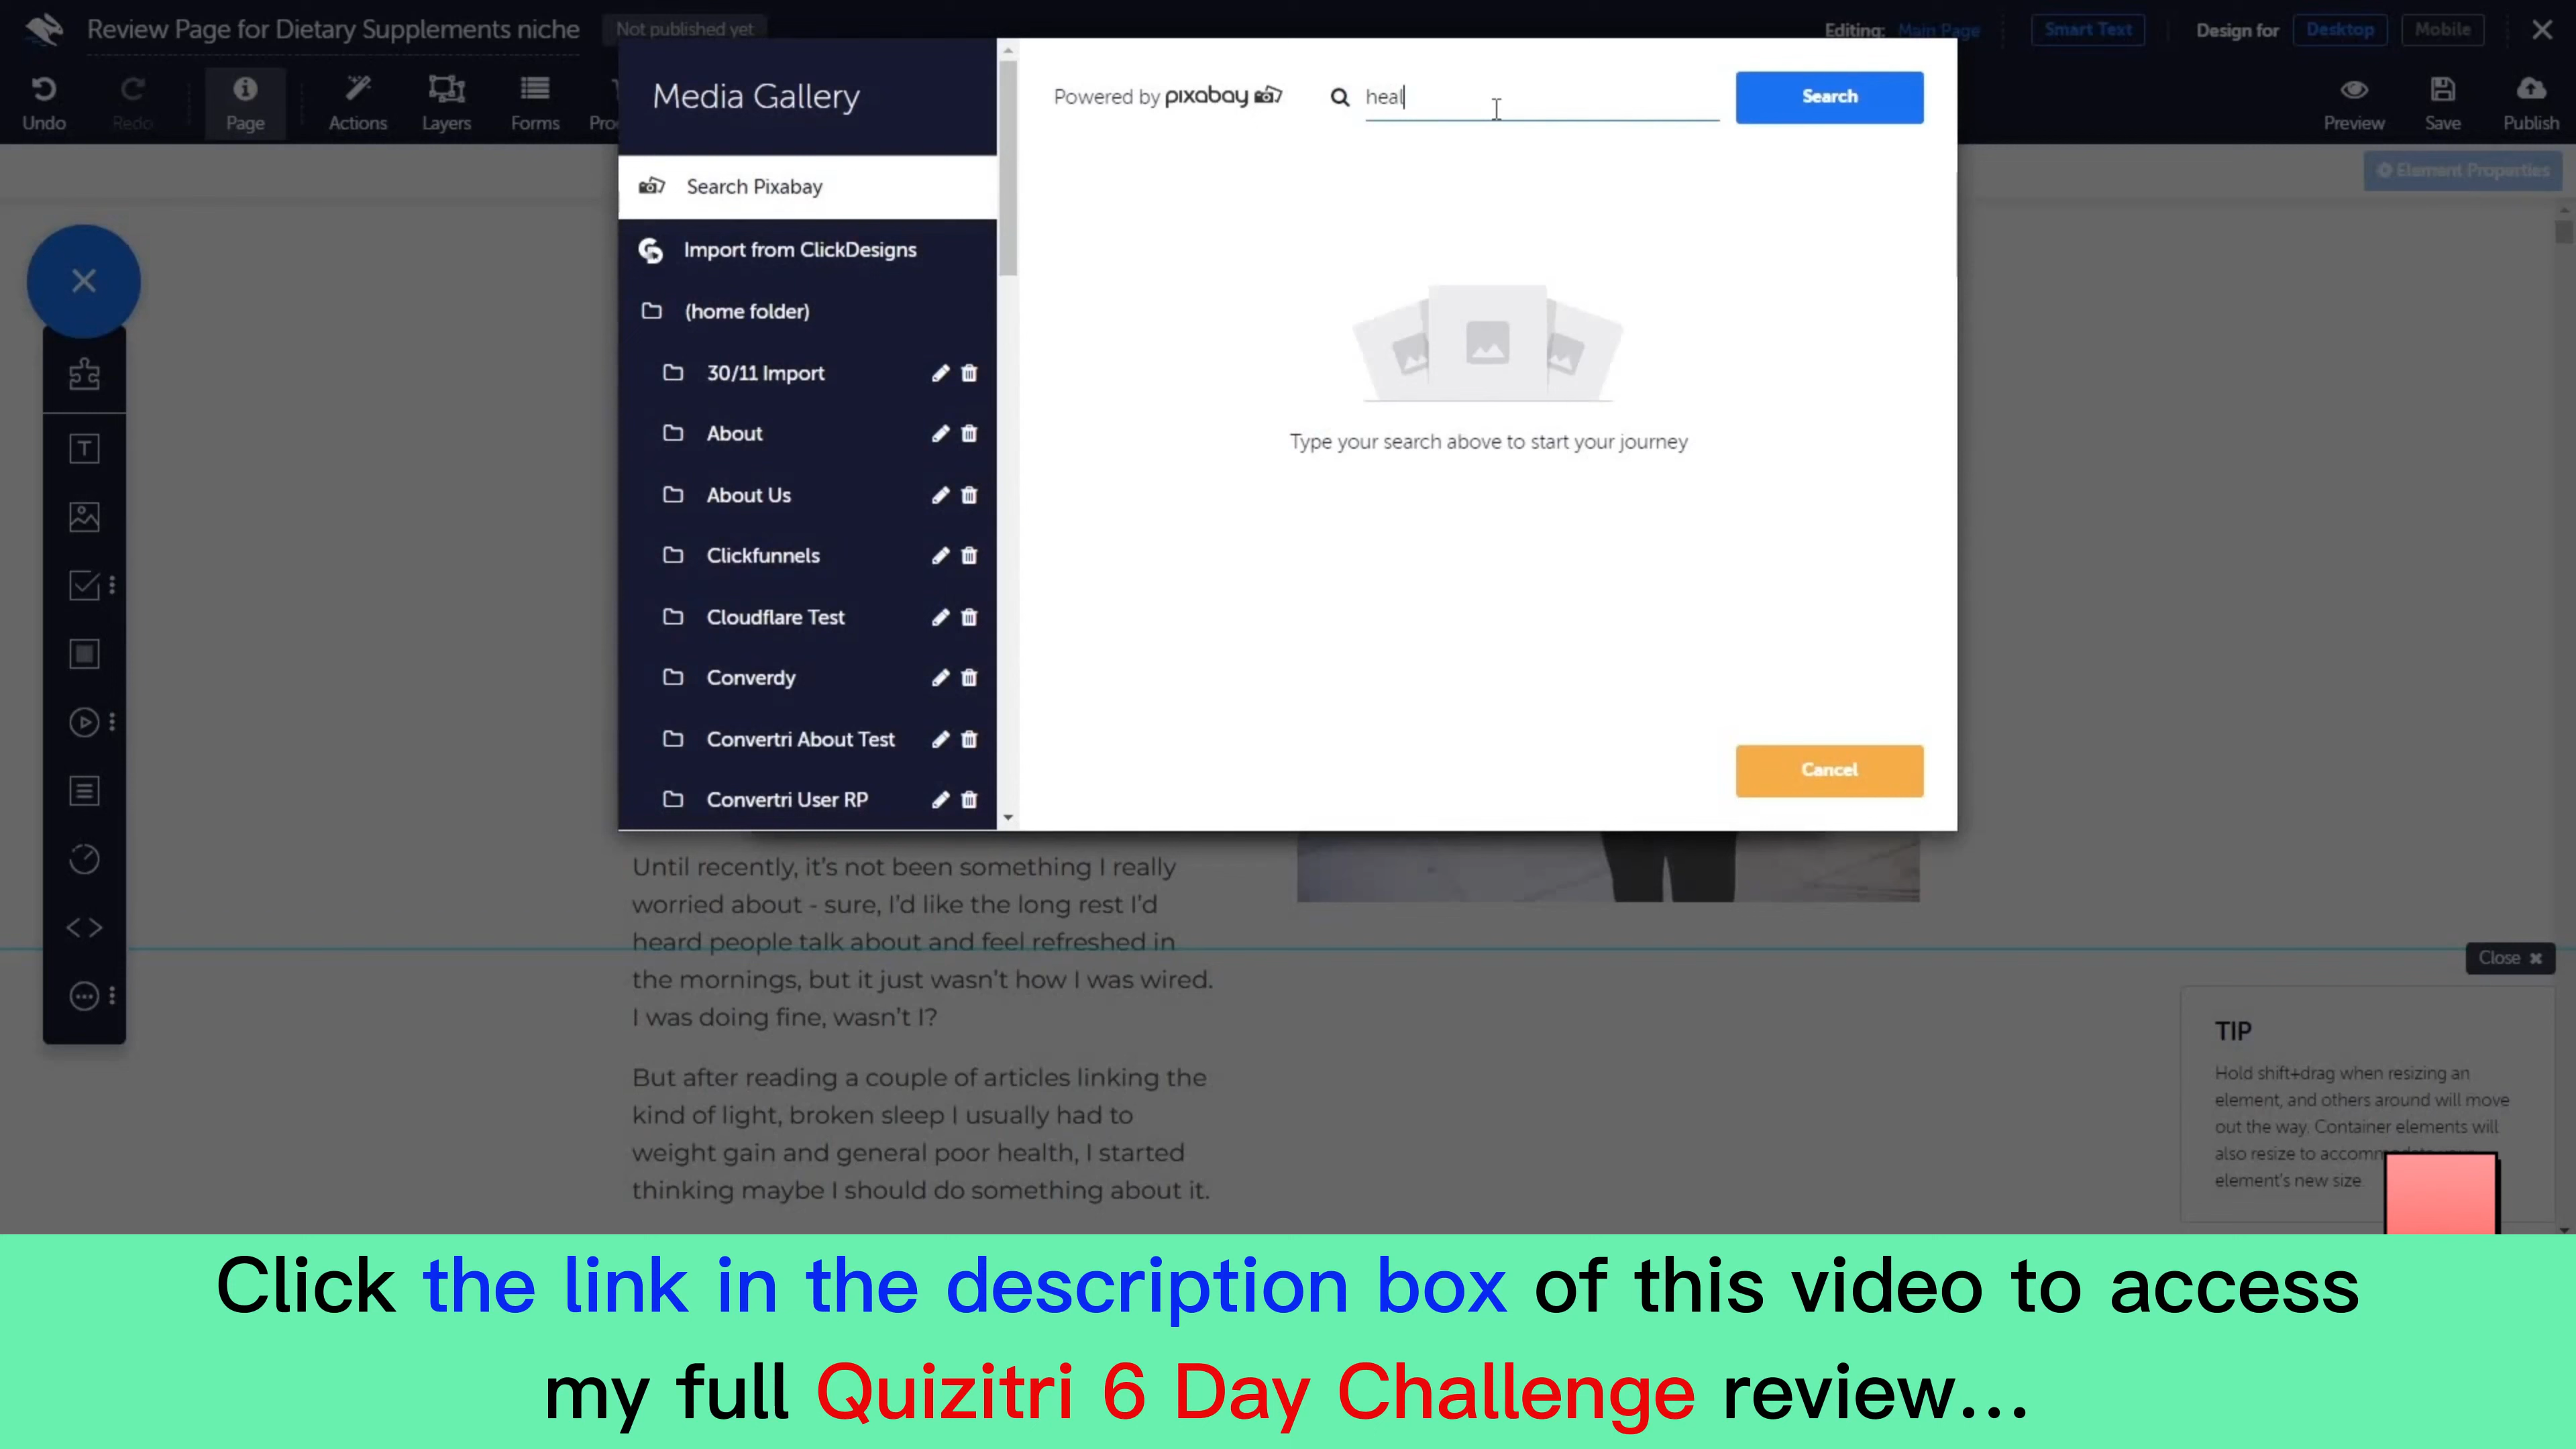 Review Page for Dietary Supplements niche
Not published yet
Editing: Main Page
Smart Text
Design for
Desktop
Mobile
Undo
Redo
Page
Actions
Layers
Forms
Preview
Save
Publish
Element Properties
Media Gallery
Search Pixabay
Import from ClickDesigns
(home folder)
30/11 Import
About
About Us
Clickfunnels
Cloudflare Test
Converdy
Convertri About Test
Convertri User RP
Powered by pixabay
heal
Search
Type your search above to start your journey
Cancel
Until recently, it's not been something I really
worried about - sure, I'd like the long rest I'd
heard people talk about and feel refreshed in
the mornings, but it just wasn't how I was wired.
I was doing fine, wasn't I?
But after reading a couple of articles linking the
kind of light, broken sleep I usually had to
weight gain and general poor health, I started
thinking maybe I should do something about it.
Close
TIP
Hold shift+drag when resizing an
element, and others around will move
out the way. Container elements will
also resize to
element's new size
Click the link in the description box of this video to access
my full Quizitri 6 Day Challenge review...